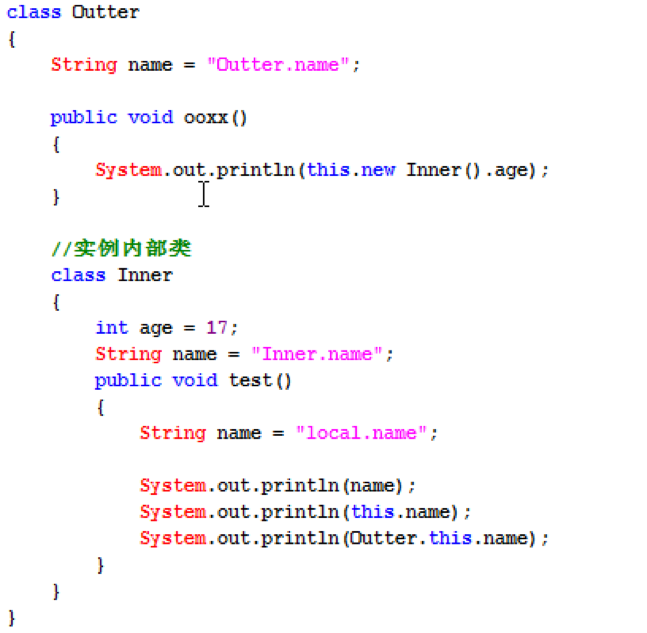 class Outter
{
    String name = "Outter.name";

    public void ooxx()
    {
        System.out.println(this.new Inner().age);
    }

    //实例内部类
    class Inner
    {
        int age = 17;
        String name = "Inner.name";
        public void test()
        {
            String name = "local.name";

            System.out.println(name);
            System.out.println(this.name);
            System.out.println(Outter.this.name);
        }
    }
}